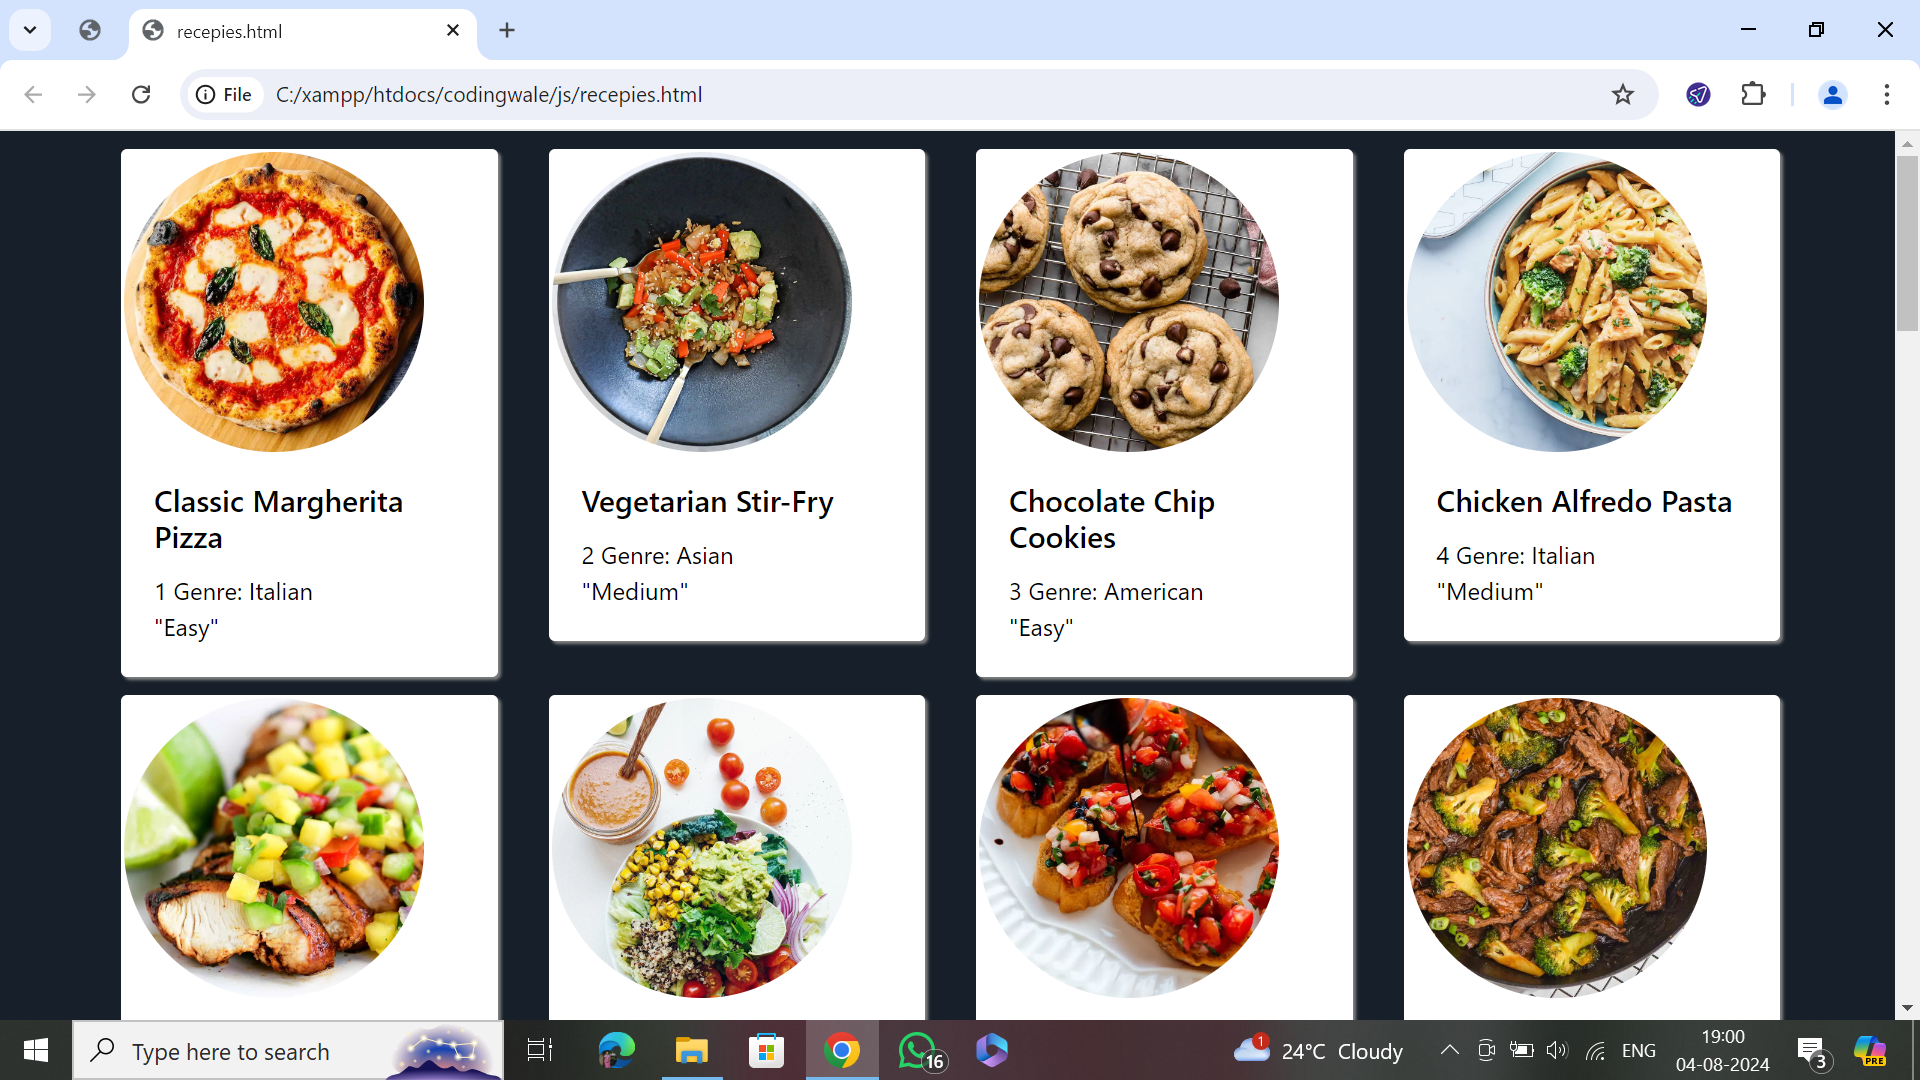 recepies.html
File
C:/xampp/htdocs/codingwale/js/recepies.html
Classic Margherita
Pizza
1 Genre: Italian
"Easy"
Vegetarian Stir-Fry
2 Genre: Asian
"Medium"
Chocolate Chip
Cookies
3 Genre: American
"Easy"
Chicken Alfredo Pasta
4 Genre: Italian
"Medium"
Type here to search
16
1
24°C Cloudy
ENG
19:00
04-08-2024
3
PRE